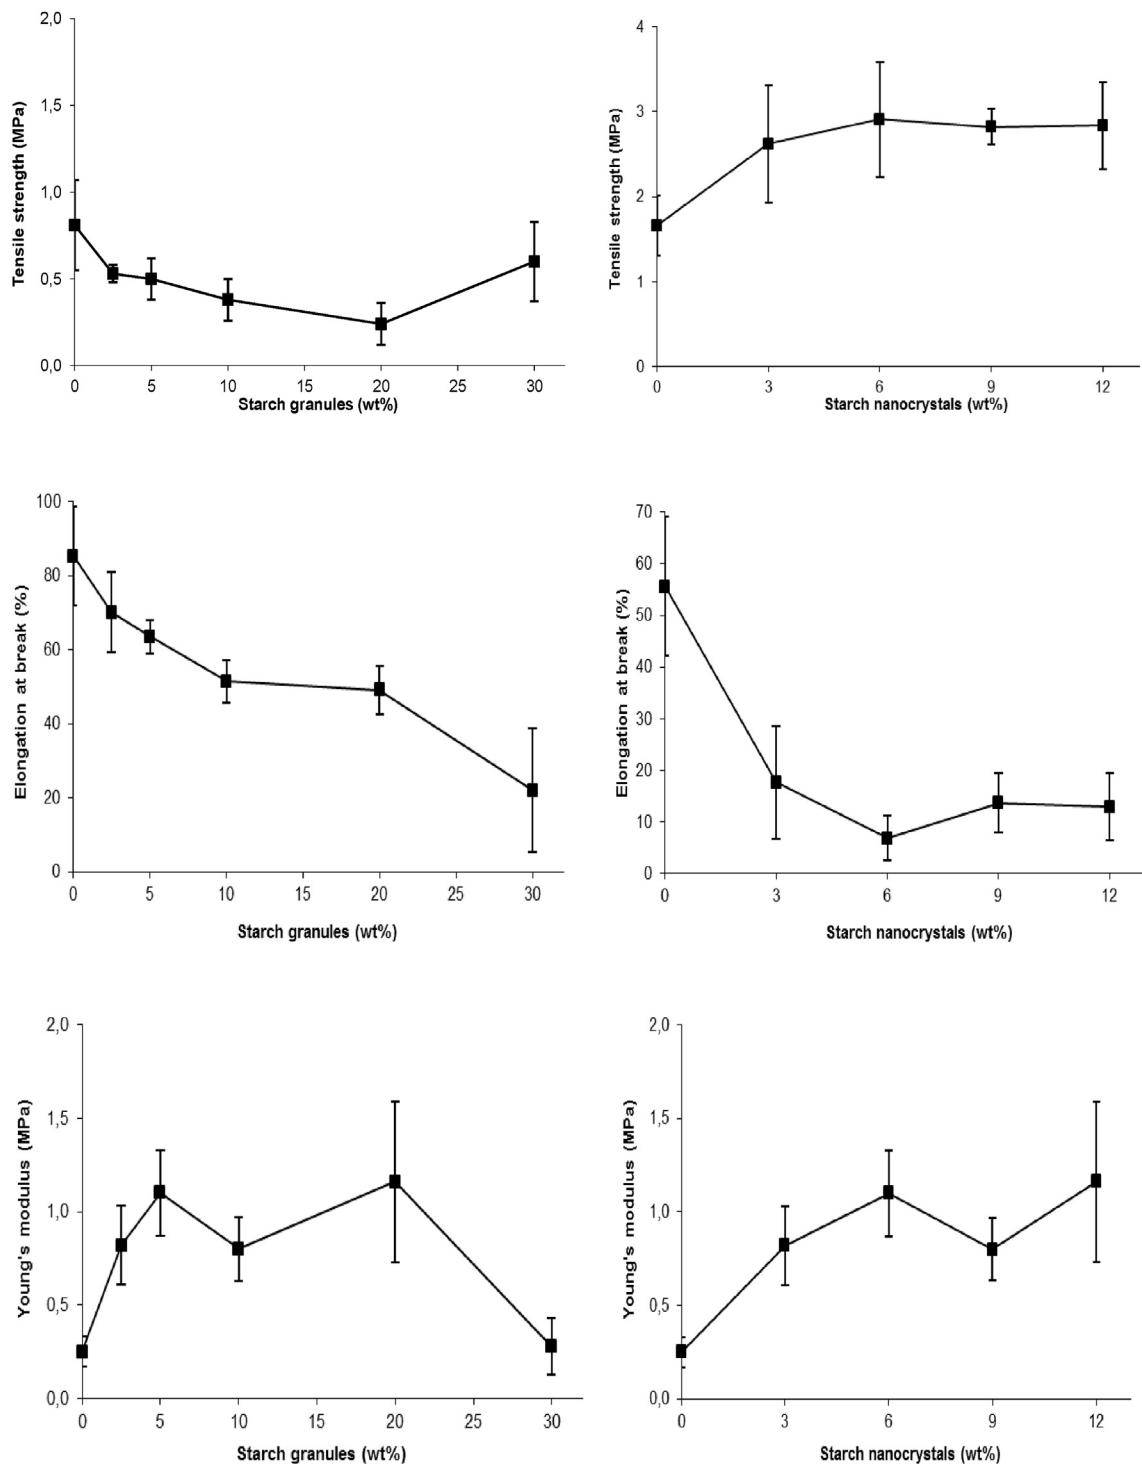 Tensile strength (MPa)
2,0
1,5
1,0
0,5
0,0
0 5 10 15 20 25 30
Starch granules (wt%)
Tensile strength (MPa)
4
3
2
1
0
0 3 6 9 12
Starch nanocrystals (wt%)
Elongation at break (%)
100
80
60
40
20
0
0 5 10 15 20 25 30
Starch granules (wt%)
Elongation at break (%)
70
60
50
40
30
20
10
0
0 3 6 9 12
Starch nanocrystals (wt%)
Young's modulus (MPa)
2,0
1,5
1,0
0,5
0,0
0 5 10 15 20 25 30
Starch granules (wt%)
Young's modulus (MPa)
2,0
1,5
1,0
0,5
0,0
0 3 6 9 12
Starch nanocrystals (wt%)